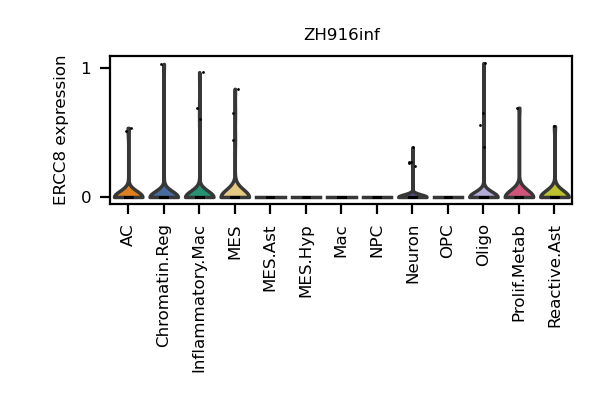 ZH916inf
ERCC8 expression
1
0
AC
Chromatin.Reg
Inflammatory.Mac
MES
MES.Ast
MES.Hyp
Mac
NPC
Neuron
OPC
Oligo
Prolif.Metab
Reactive.Ast